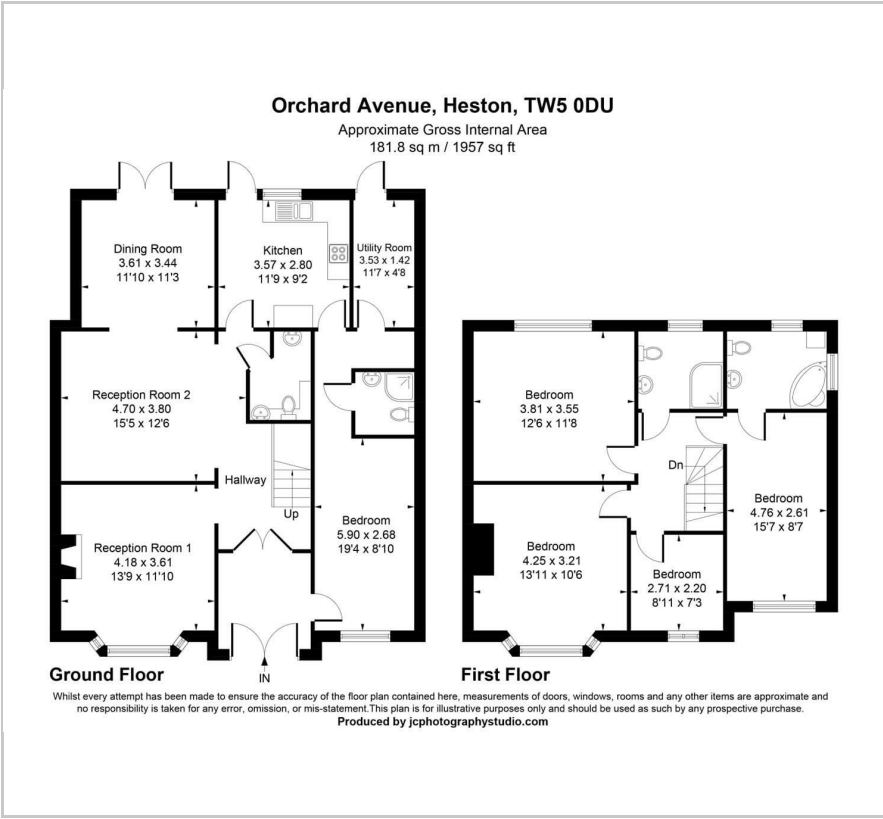 Orchard Avenue, Heston, TW5 0DU
Approximate Gross Internal Area
181.8 sq m / 1957 sq ft
Dining Room
3.61 x 3.44
11'10 x 11'3
Kitchen
3.57 x 2.80
11'9 x 9'2
Utility Room
3.53 x 1.42
11'7 x 4'8
Reception Room 2
4.70 x 3.80
15'5 x 12'6
Hallway
Up
Reception Room 1
4.18 x 3.61
13'9 x 11'10
Bedroom
5.90 x 2.68
19'4 x 8'10
IN
Ground Floor
Bedroom
3.81 x 3.55
12'6 x 11'8
Dn
Bedroom
4.76 x 2.61
15'7 x 8'7
Bedroom
4.25 x 3.21
13'11 x 10'6
Bedroom
2.71 x 2.20
8'11 x 7'3
First Floor
Whilst every attempt has been made to ensure the accuracy of the floor plan contained here, measurements of doors, windows, rooms and any other items are approximate and
no responsibility is taken for any error, omission, or mis-statement.This plan is for illustrative purposes only and should be used as such by any prospective purchase.
Produced by jcphotographystudio.com